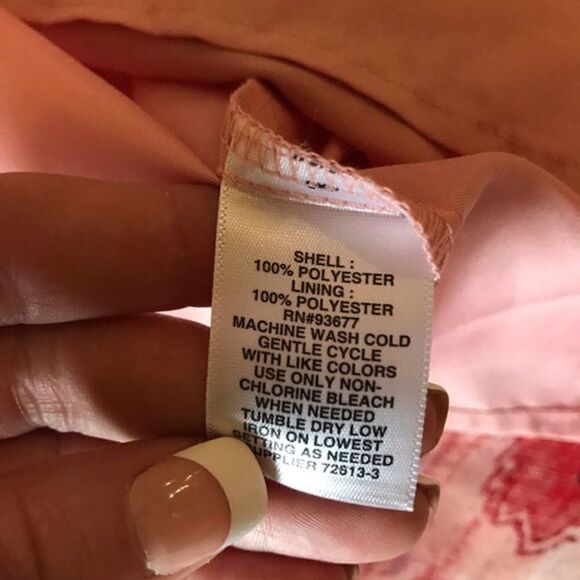 SHELL :
100% POLYESTER
LINING :
100% POLYESTER
RN#93677
MACHINE WASH COLD
GENTLE CYCLE
WITH LIKE COLORS
USE ONLY NON-
CHLORINE BLEACH
WHEN NEEDED
TUMBLE DRY LOW
IRON ON LOWEST
SETTING AS NEEDED
SUPPLIER 72613-3